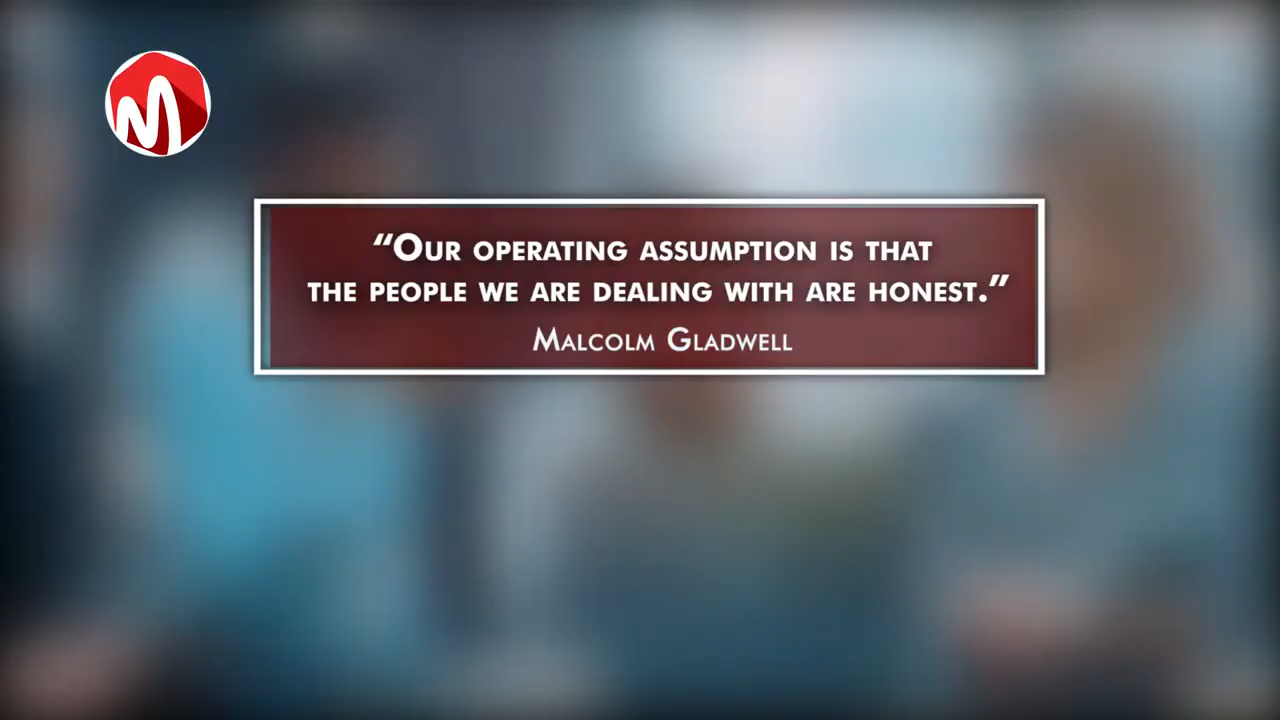 “Our operating assumption is that
the people we are dealing with are honest.”
Malcolm Gladwell